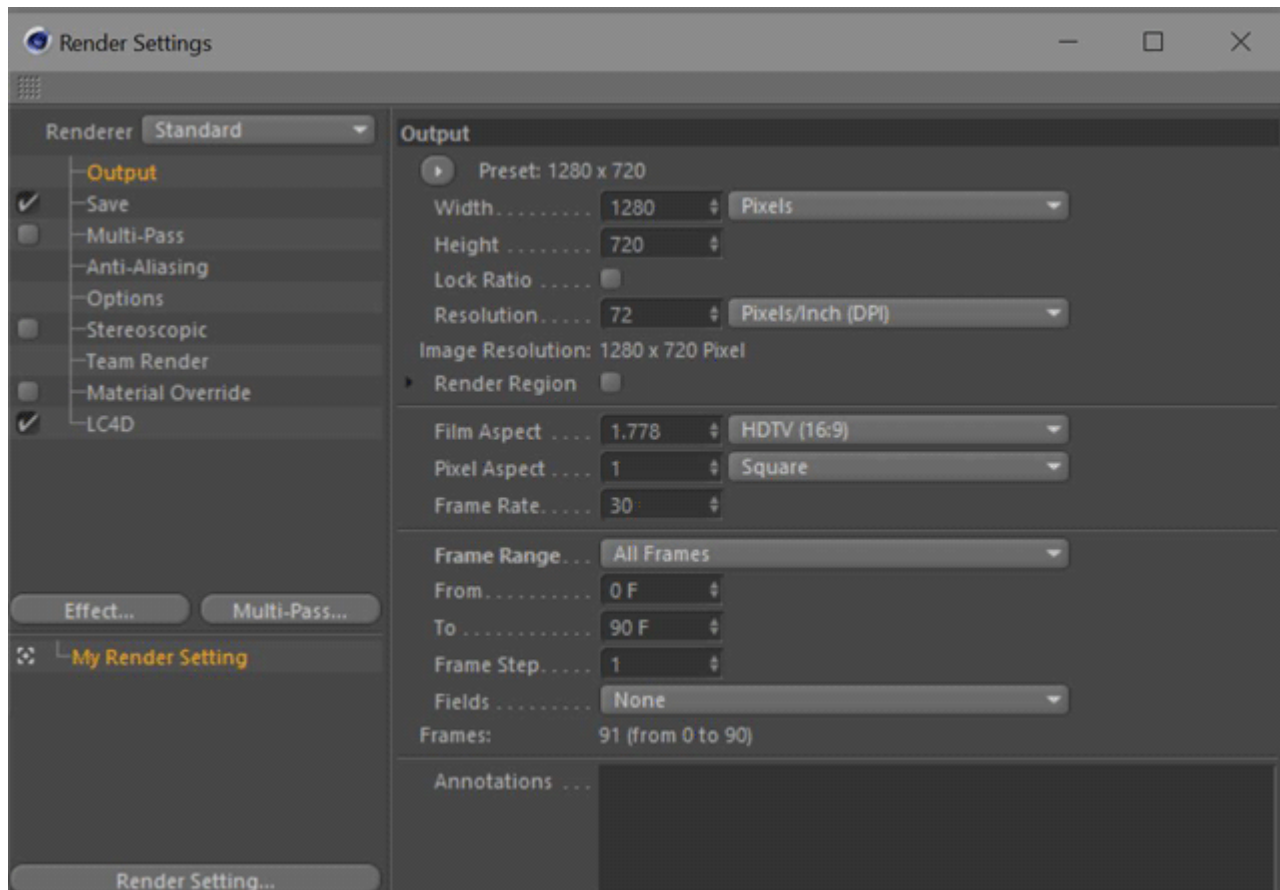 Render Settings
Renderer Standard
Output
Save
Multi-Pass
Anti-Aliasing
Options
Stereoscopic
Team Render
Material Override
LC4D
Effect... Multi-Pass...
My Render Setting
Render Setting...
Output
Preset: 1280 x 720
Width......... 1280 Pixels
Height ........ 720
Lock Ratio .....
Resolution..... 72 Pixels/Inch (DPI)
Image Resolution: 1280 x 720 Pixel
Render Region
Film Aspect .... 1.778 HDTV (16:9)
Pixel Aspect .... 1 Square
Frame Rate..... 30
Frame Range... All Frames
From.......... 0 F
To ............ 90 F
Frame Step..... 1
Fields ......... None
Frames: 91 (from 0 to 90)
Annotations ...